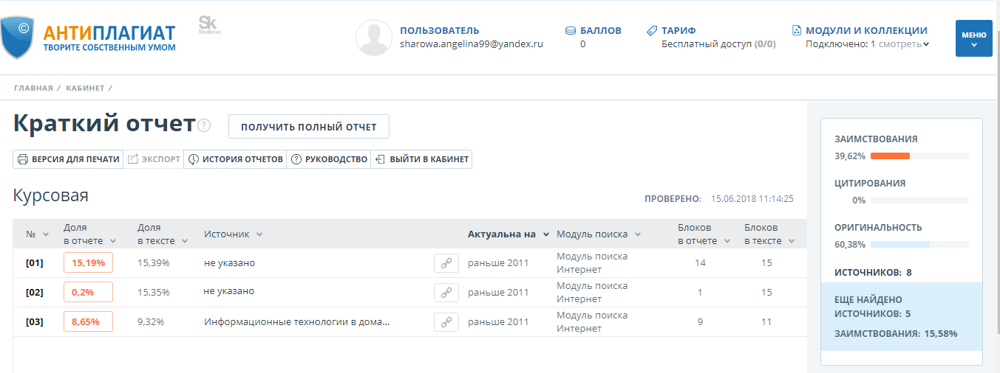 ©
АНТИПЛАГИАТ
ТВОРИТЕ СОБСТВЕННЫМ УМОМ
Sk
Skolkovo
ПОЛЬЗОВАТЕЛЬ
sharowa.angelina99@yandex.ru
БАЛЛОВ
0
ТАРИФ
Бесплатный доступ (0/0)
МОДУЛИ И КОЛЛЕКЦИИ
Подключено: 1 смотреть
МЕНЮ
ГЛАВНАЯ / КАБИНЕТ /
Краткий отчет ?
ПОЛУЧИТЬ ПОЛНЫЙ ОТЧЕТ
ВЕРСИЯ ДЛЯ ПЕЧАТИ ЭКСПОРТ ИСТОРИЯ ОТЧЕТОВ ? РУКОВОДСТВО ВЫЙТИ В КАБИНЕТ
Курсовая
ПРОВЕРЕНО: 15.06.2018 11:14:25
№ Доля в отчете Доля в тексте Источник Актуальна на Модуль поиска Блоков в отчете Блоков в тексте
[01] 15,19% 15,39% не указано раньше 2011 Модуль поиска Интернет 14 15
[02] 0,2% 15,35% не указано раньше 2011 Модуль поиска Интернет 1 15
[03] 8,65% 9,32% Информационные технологии в дома... раньше 2011 Модуль поиска Интернет 9 11
ЗАИМСТВОВАНИЯ
39,62%
ЦИТИРОВАНИЯ
0%
ОРИГИНАЛЬНОСТЬ
60,38%
ИСТОЧНИКОВ: 8
ЕЩЕ НАЙДЕНО
ИСТОЧНИКОВ: 5
ЗАИМСТВОВАНИЯ: 15,58%